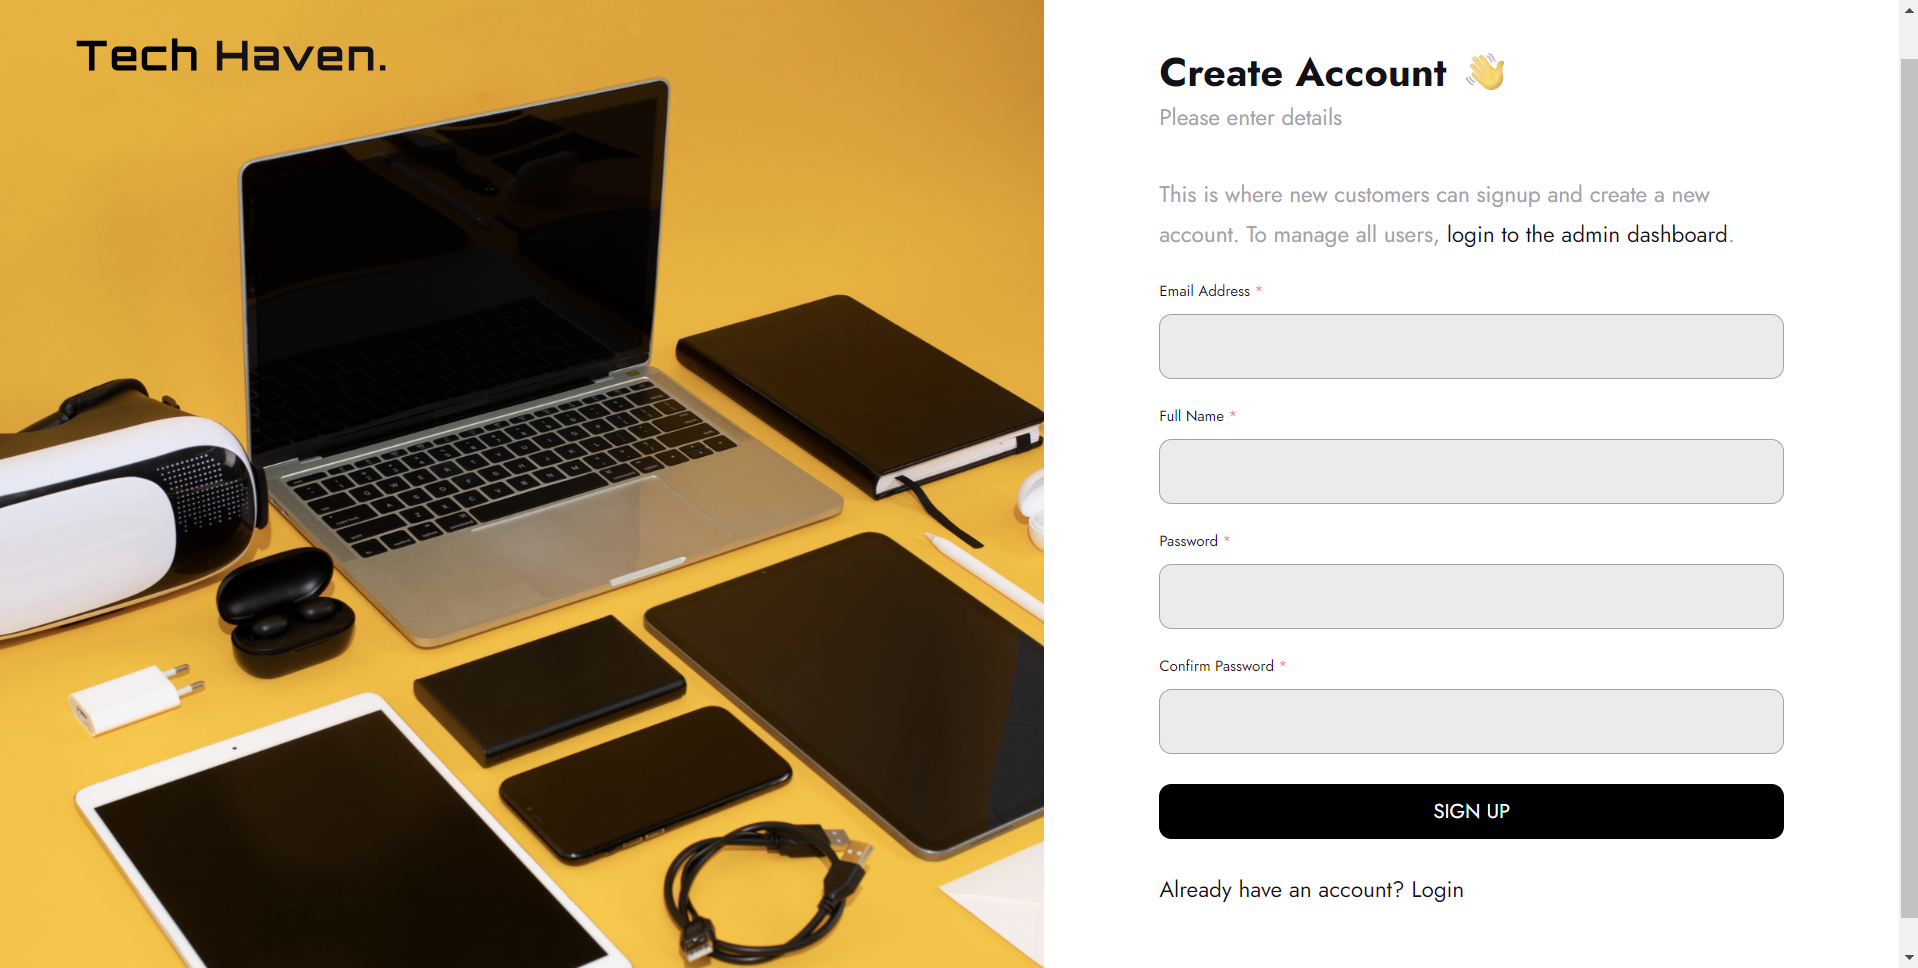 Tech Haven.
Create Account 👋
Please enter details
This is where new customers can signup and create a new
account. To manage all users, login to the admin dashboard.
Email Address *
Full Name *
Password *
Confirm Password *
SIGN UP
Already have an account? Login